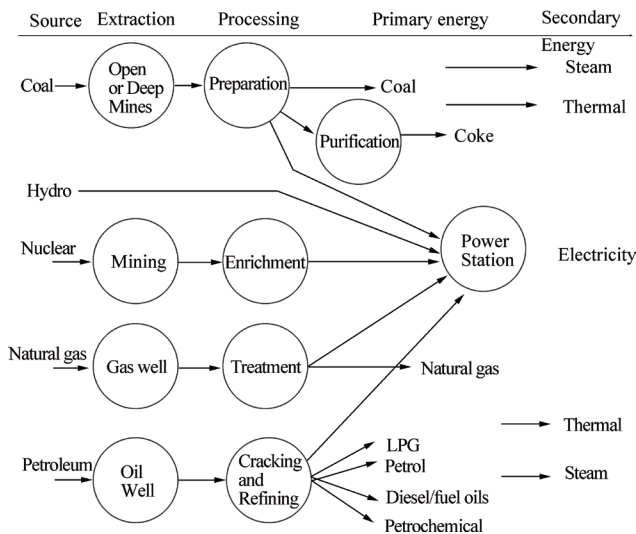 Source Extraction Processing Primary energy Secondary
Energy
Coal
Open
or Deep
Mines
Preparation
Coal
Steam
Thermal
Purification
Coke
Hydro
Nuclear
Mining
Enrichment
Power
Station
Electricity
Natural gas
Gas well
Treatment
Natural gas
Thermal
Petroleum
Oil
Well
Cracking
and
Refining
LPG
Petrol
Diesel/fuel oils
Petrochemical
Steam